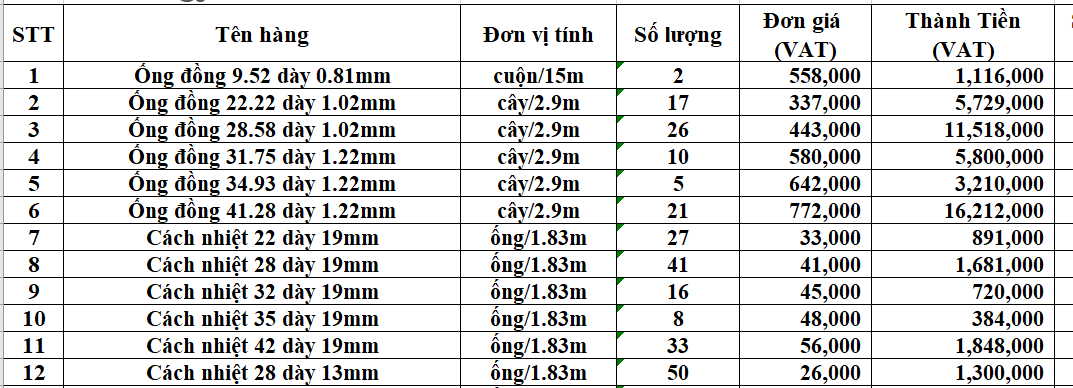 STT Tên hàng Đơn vị tính Số lượng Đơn giá (VAT) Thành Tiền (VAT)
1 Ống đồng 9.52 dày 0.81mm cuộn/15m 2 558,000 1,116,000
2 Ống đồng 22.22 dày 1.02mm cây/2.9m 17 337,000 5,729,000
3 Ống đồng 28.58 dày 1.02mm cây/2.9m 26 443,000 11,518,000
4 Ống đồng 31.75 dày 1.22mm cây/2.9m 10 580,000 5,800,000
5 Ống đồng 34.93 dày 1.22mm cây/2.9m 5 642,000 3,210,000
6 Ống đồng 41.28 dày 1.22mm cây/2.9m 21 772,000 16,212,000
7 Cách nhiệt 22 dày 19mm ống/1.83m 27 33,000 891,000
8 Cách nhiệt 28 dày 19mm ống/1.83m 41 41,000 1,681,000
9 Cách nhiệt 32 dày 19mm ống/1.83m 16 45,000 720,000
10 Cách nhiệt 35 dày 19mm ống/1.83m 8 48,000 384,000
11 Cách nhiệt 42 dày 19mm ống/1.83m 33 56,000 1,848,000
12 Cách nhiệt 28 dày 13mm ống/1.83m 50 26,000 1,300,000